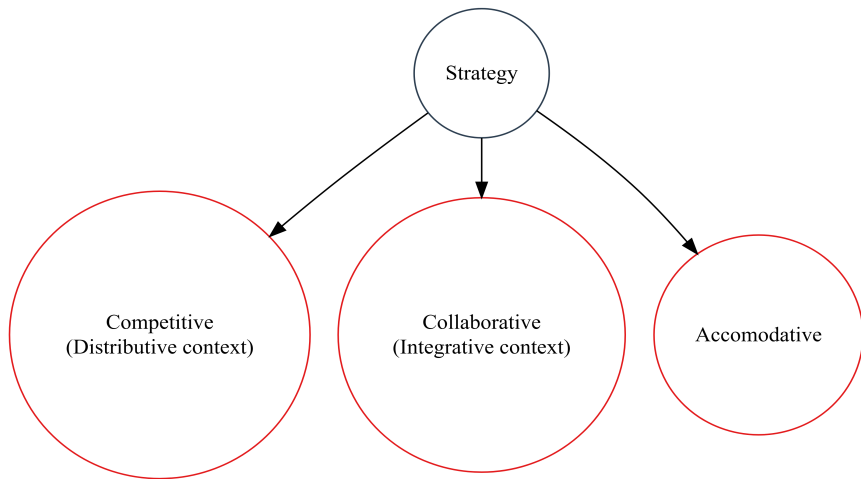 Strategy
Competitive
(Distributive context)
Collaborative
(Integrative context)
Accomodative